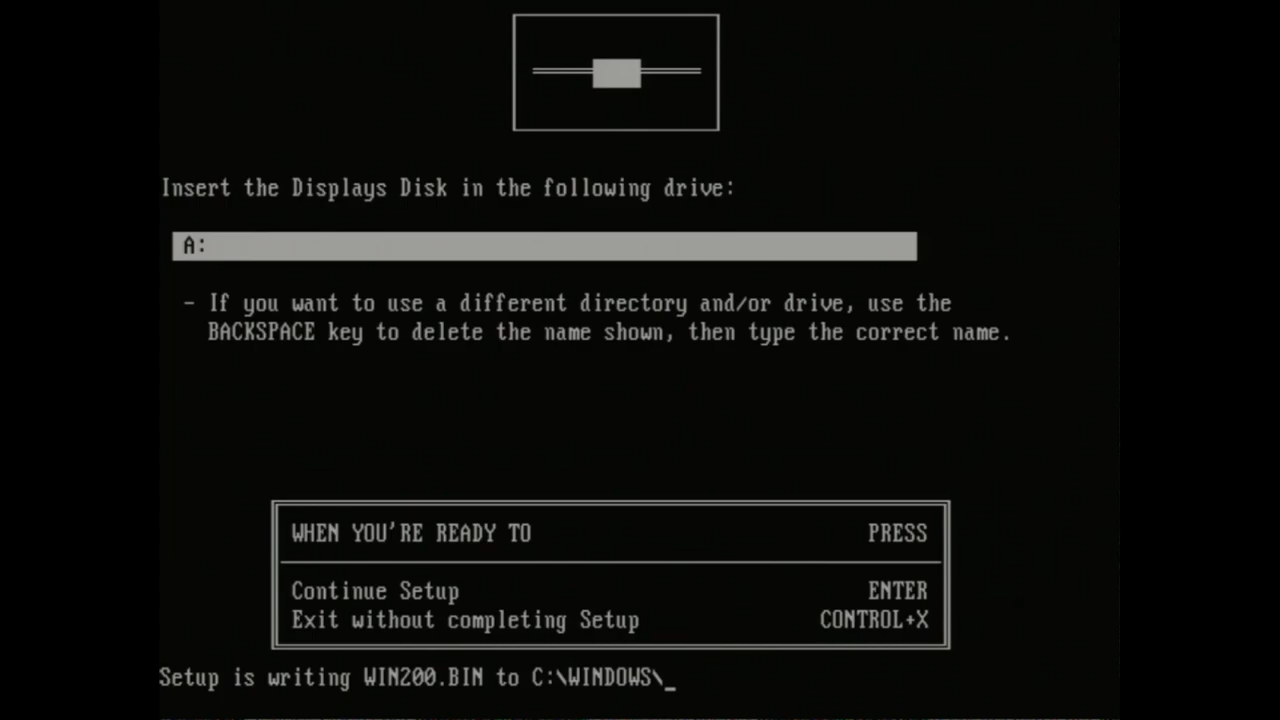 Insert the Displays Disk in the following drive:
A:
- If you want to use a different directory and/or drive, use the
BACKSPACE key to delete the name shown, then type the correct name.
WHEN YOU'RE READY TO PRESS
Continue Setup ENTER
Exit without completing Setup CONTROL+X
Setup is writing WIN200.BIN to C:\WINDOWS\_